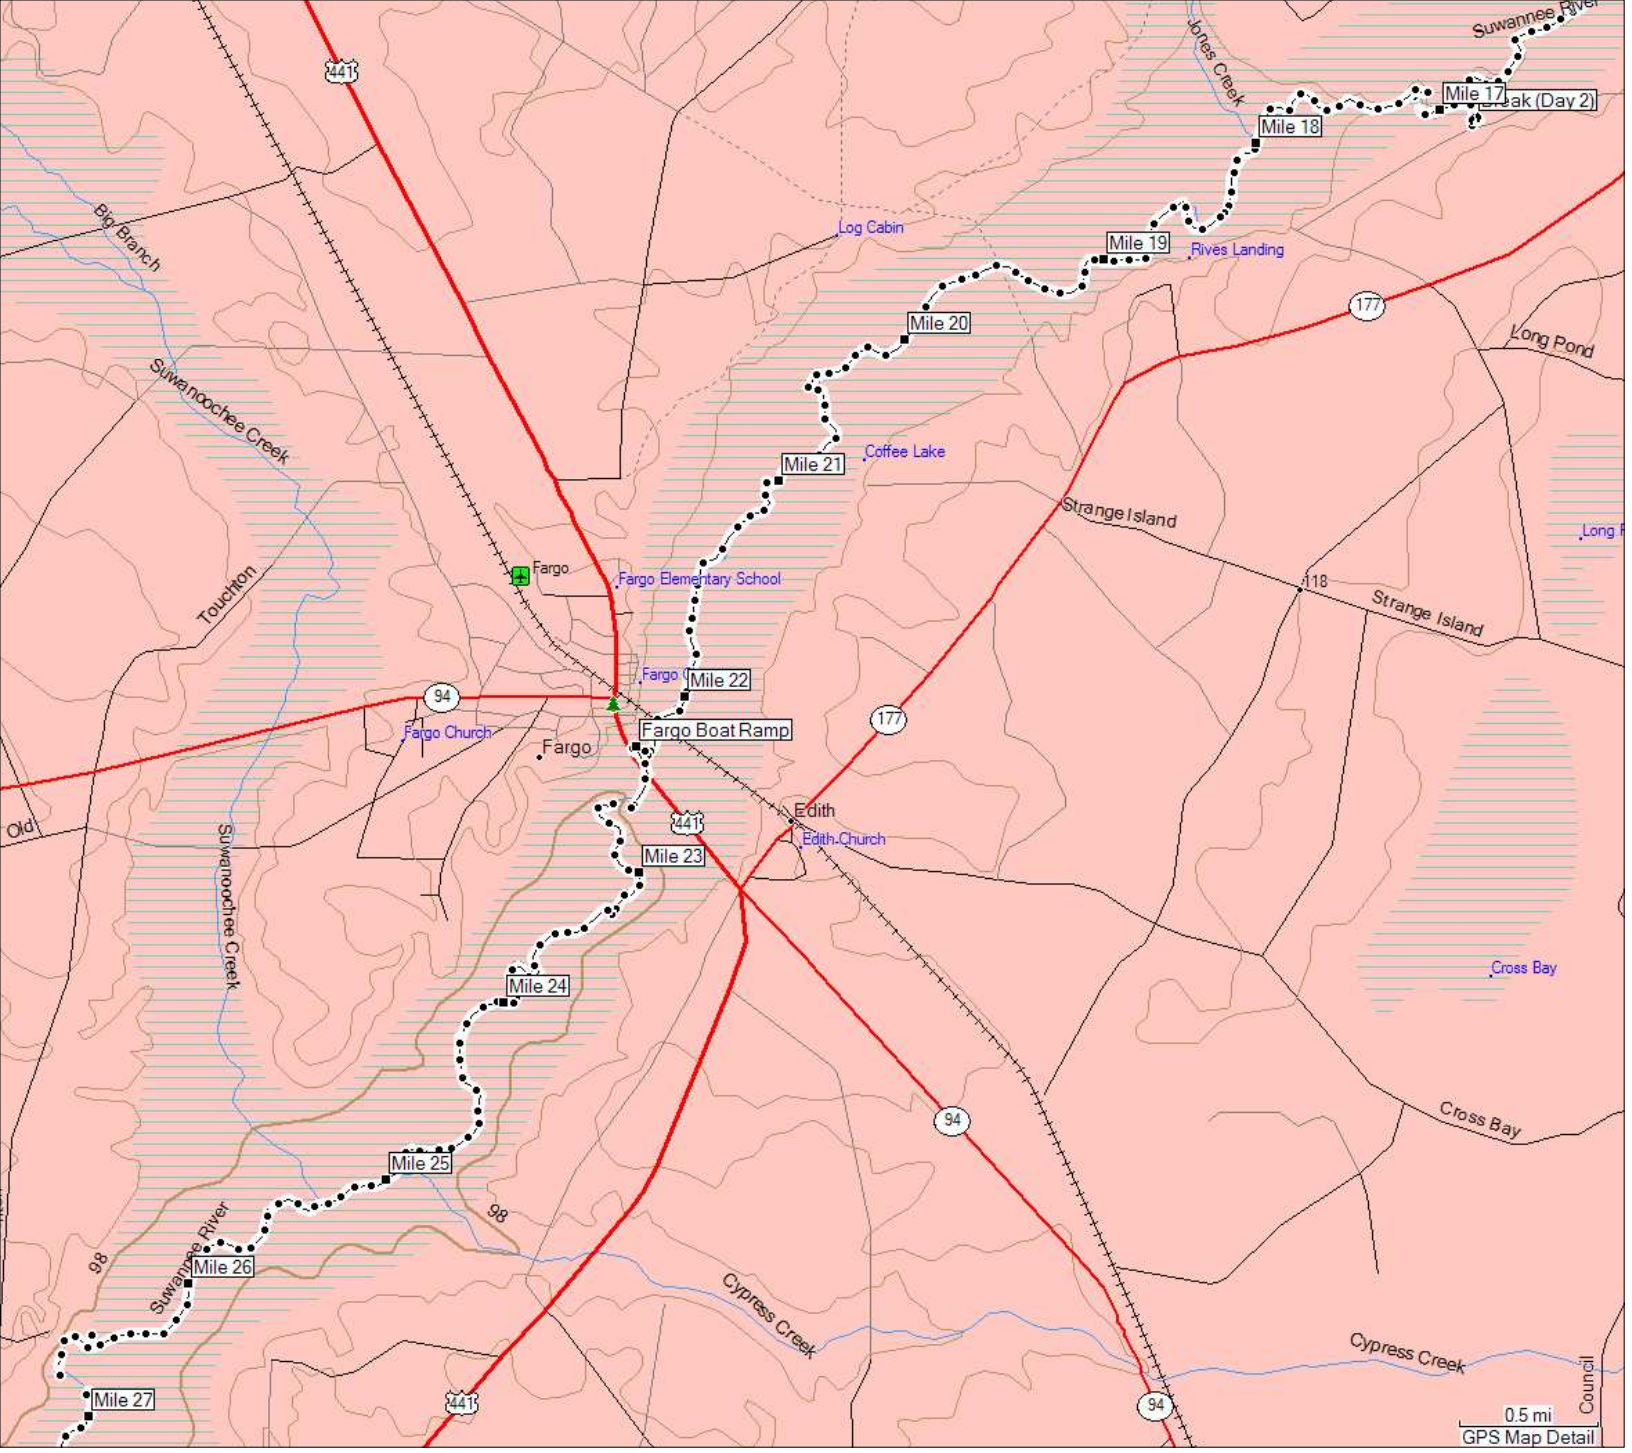 Suwannee River
441
Jones Creek
Mile 17
Break (Day 2)
Mile 18
Big Branch
Log Cabin
Mile 19
Rives Landing
177
Mile 20
Long Pond
Suwanoochee Creek
Coffee Lake
Mile 21
Strange Island
Long
Fargo
Fargo Elementary School
118
Touchton
Strange Island
Fargo
Mile 22
94
177
Fargo Church
Fargo Boat Ramp
Fargo
Edith
441
Old
Edith Church
Mile 23
Suwanoochee Creek
Cross Bay
Mile 24
94
Cross Bay
Mile 25
98
Suwannee River
98
Mile 26
Cypress Creek
Cypress Creek
Council
Mile 27
441
94
0.5 mi
GPS Map Detail